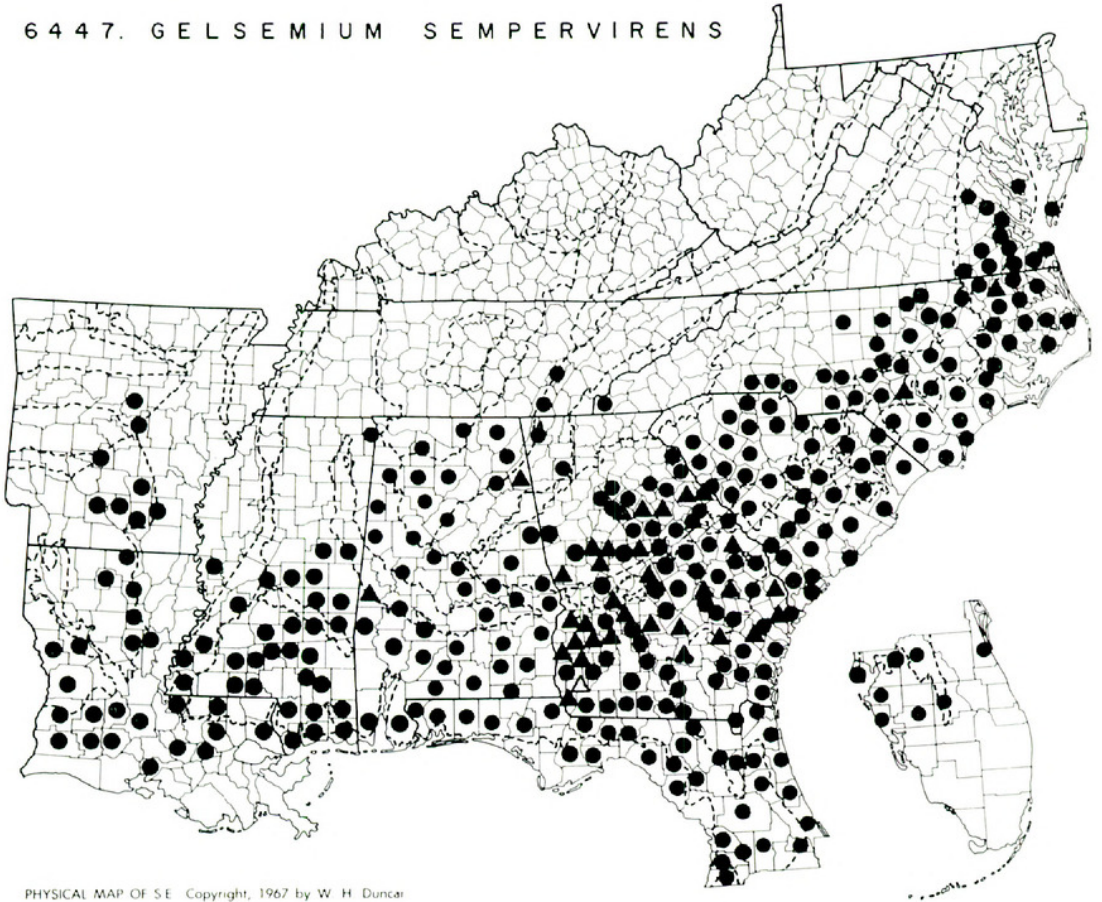 6447. GELSEMIUM SEMPERVIRENS
PHYSICAL MAP OF S E Copyright, 1967 by W H Duncan